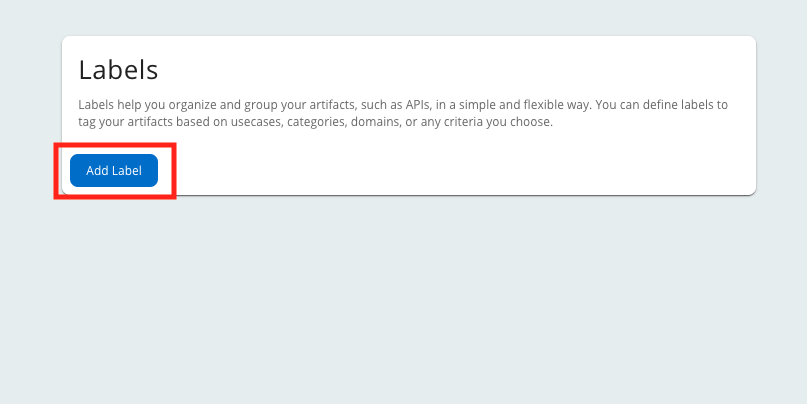 Labels
Labels help you organize and group your artifacts, such as APIs, in a simple and flexible way. You can define labels to
tag your artifacts based on usecases, categories, domains, or any criteria you choose.
Add Label